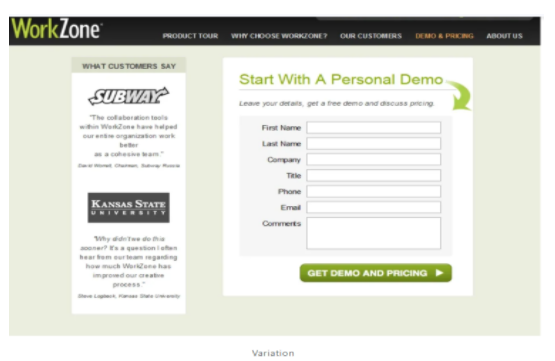 WorkZone
PRODUCT TOUR WHY CHOOSE WORKZONE? OUR CUSTOMERS DEMO & PRICING ABOUT US
WHAT CUSTOMERS SAY
SUBWAY
"The collaboration tools
within WorkZone have helped
our entire organization work
better
as a cohesive team."
Chairman, Subway Russia
KANSAS STATE
UNIVERSITY
"Why didn't we do this
sooner? It's a question I often
hear from our team regarding
how much WorkZone has
improved our creative
process."
Kansas State University
Start With A Personal Demo
Leave your details, get a free demo and discuss pricing.
First Name
Last Name
Company
Title
Phone
Email
Comments
GET DEMO AND PRICING
Variation